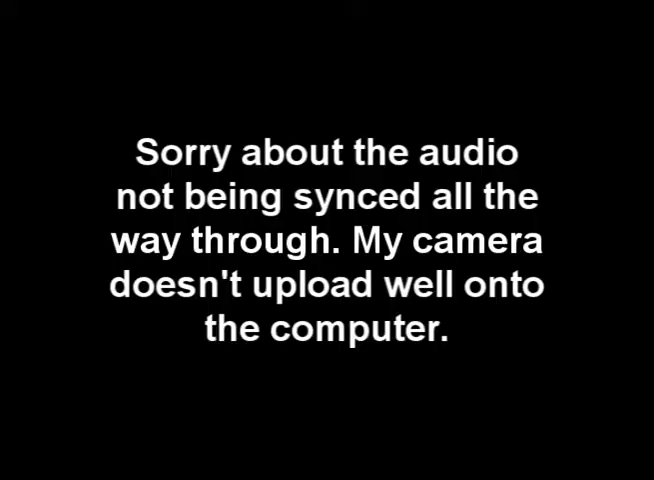 Sorry about the audio
not being synced all the
way through. My camera
doesn't upload well onto
the computer.